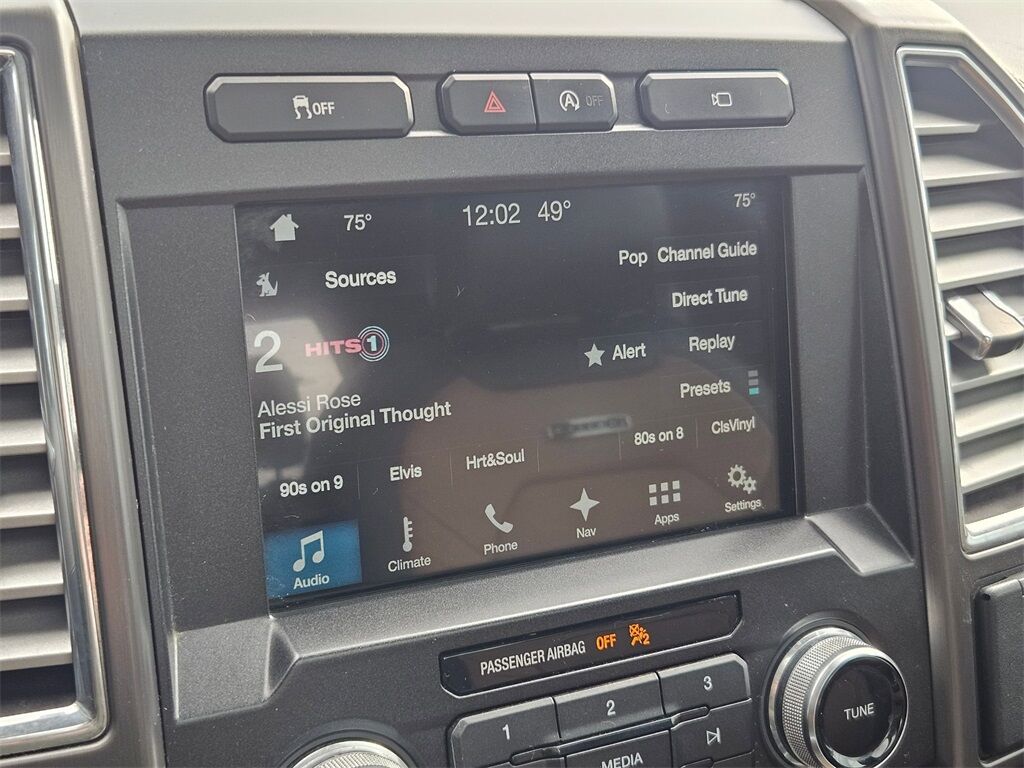 OFF
A OFF
75° 12:02 49° 75°
Sources
Pop Channel Guide
Direct Tune
2 HITS1
Alert Replay
Presets
Alessi Rose
First Original Thought
90s on 9 Elvis Hrt&Soul 80s on 8 ClsVinyl
Audio Climate Phone Nav Apps Settings
PASSENGER AIRBAG OFF 2
1 2 3
MEDIA
TUNE